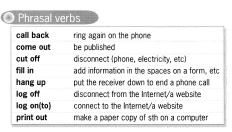 Phrasal verbs
call back ring again on the phone
come out be published
cut off disconnect (phone, electricity, etc)
fill in add information in the spaces on a form, etc
hang up put the receiver down to end a phone call
log off disconnect from the Internet/a website
log on(to) connect to the Internet/a website
print out make a paper copy of sth on a computer